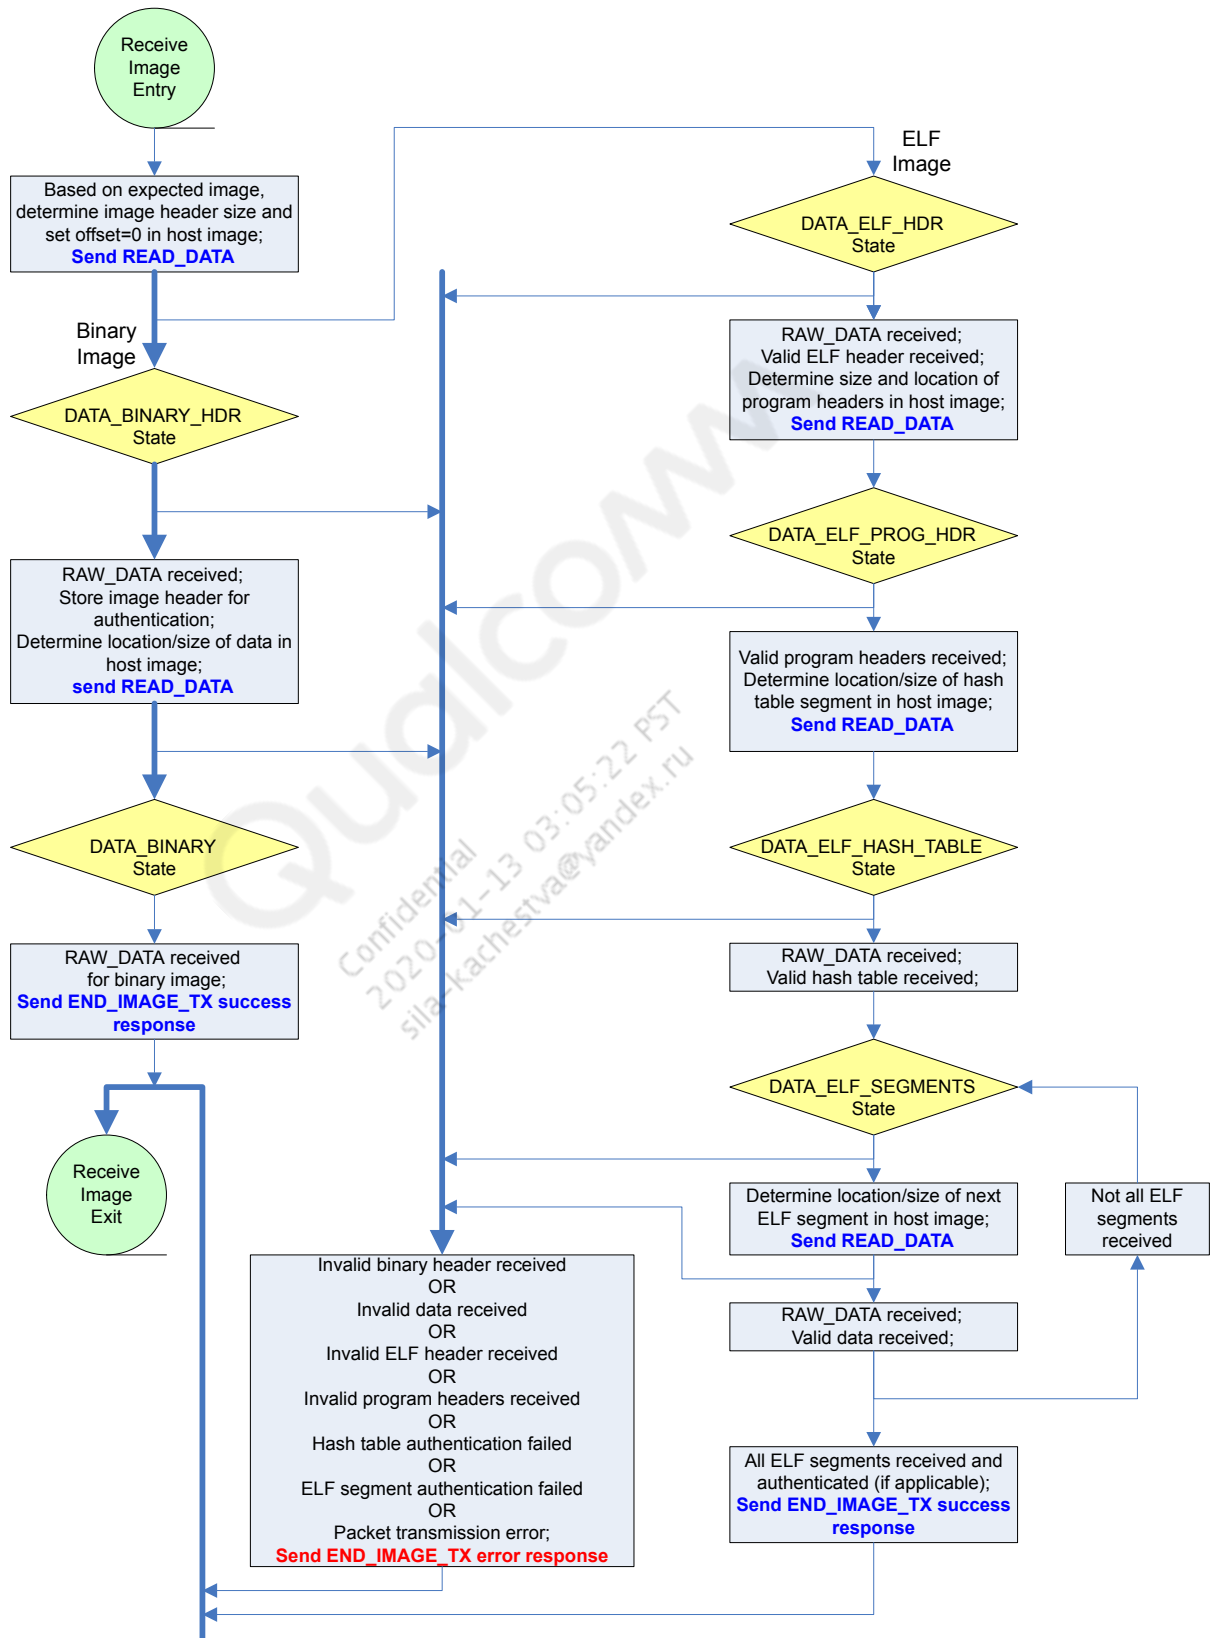 Receive
Image
Entry
Based on expected image,
determine image header size and
set offset=0 in host image;
Send READ_DATA
Binary
Image
DATA_BINARY_HDR
State
RAW_DATA received;
Store image header for
authentication;
Determine location/size of data in
host image;
send READ_DATA
DATA_BINARY
State
RAW_DATA received
for binary image;
Send END_IMAGE_TX success
response
Receive
Image
Exit
Invalid binary header received
OR
Invalid data received
OR
Invalid ELF header received
OR
Invalid program headers received
OR
Hash table authentication failed
OR
ELF segment authentication failed
OR
Packet transmission error;
Send END_IMAGE_TX error response
ELF
Image
DATA_ELF_HDR
State
RAW_DATA received;
Valid ELF header received;
Determine size and location of
program headers in host image;
Send READ_DATA
DATA_ELF_PROG_HDR
State
Valid program headers received;
Determine location/size of hash
table segment in host image;
Send READ_DATA
DATA_ELF_HASH_TABLE
State
RAW_DATA received;
Valid hash table received;
DATA_ELF_SEGMENTS
State
Determine location/size of next
ELF segment in host image;
Send READ_DATA
Not all ELF
segments
received
RAW_DATA received;
Valid data received;
All ELF segments received and
authenticated (if applicable);
Send END_IMAGE_TX success
response
Qualcomm
Confidential
2020-01-13 03:05:22 PST
sila-kachestva@yandex.ru